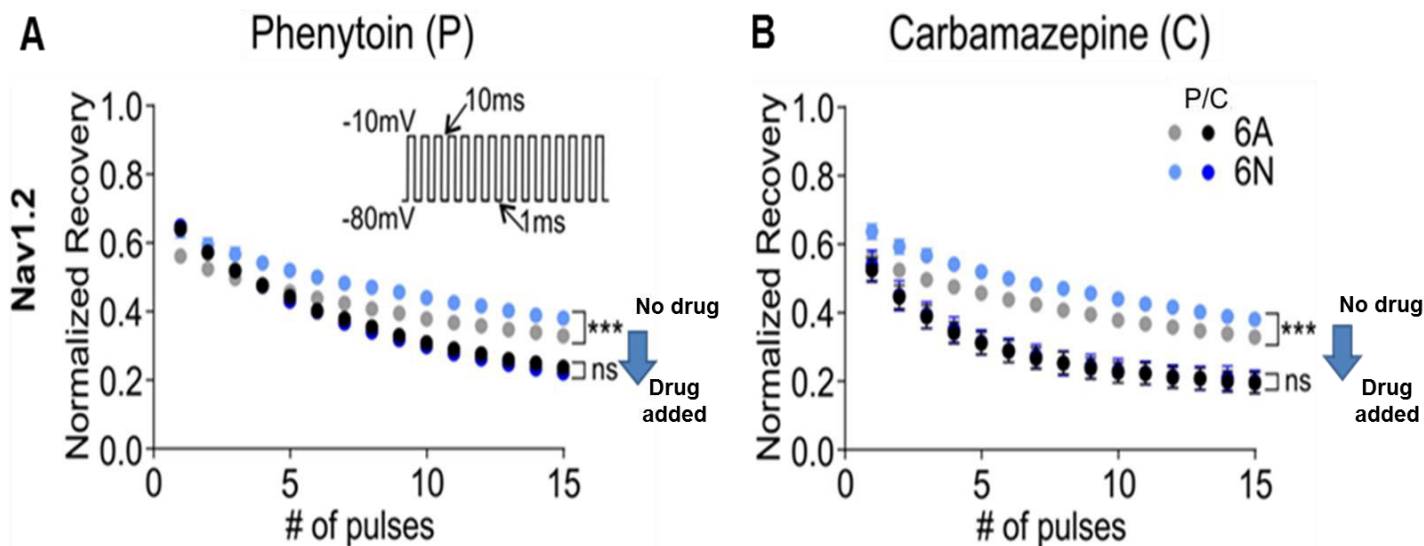 A
Phenytoin (P)
Nav1.2
Normalized Recovery
1.0
0.8
0.6
0.4
0.2
0.0
-10mV
10ms
-80mV
1ms
***
ns
No drug
Drug
added
0
5
10
15
# of pulses
B
Carbamazepine (C)
Normalized Recovery
1.0
0.8
0.6
0.4
0.2
0.0
P/C
6A
6N
***
ns
No drug
Drug
added
0
5
10
15
# of pulses